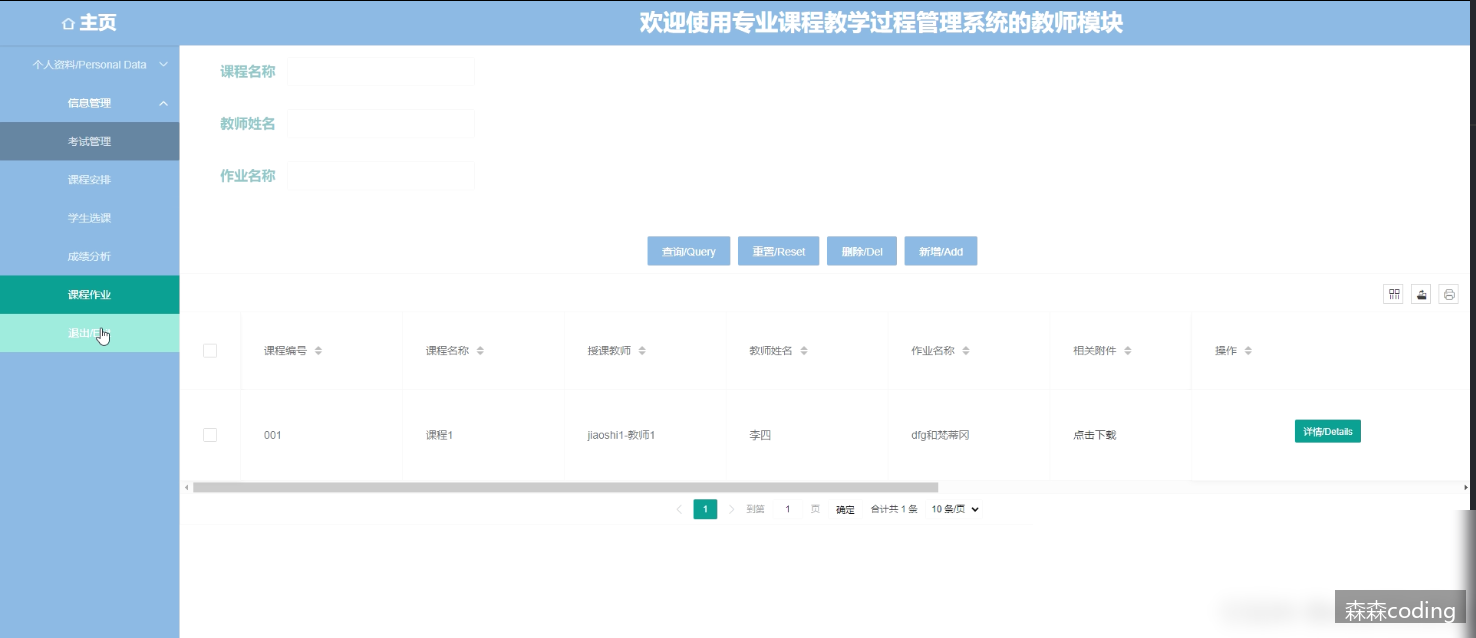 主页
欢迎使用专业课程教学过程管理系统的教师模块
个人资料/Personal Data
信息管理
考试管理
课程安排
学生选课
成绩分析
课程作业
退出/E
课程名称
教师姓名
作业名称
查询/Query 重置/Reset 删除/Del 新增/Add
课程编号 课程名称 授课教师 教师姓名 作业名称 相关附件 操作
001 课程1 jiaoshi1-教师1 李四 dfg和梵蒂冈 点击下载 详情/Details
1 到第 1 页 确定 合计共 1 条 10 条/页
森森coding